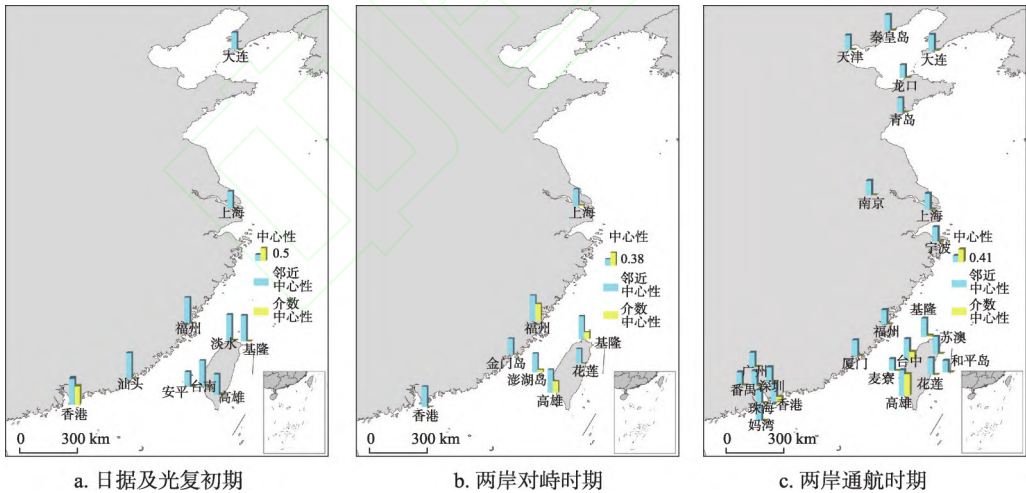 大连
上海
中心性
0.5
邻近
中心性
介数
中心性
福州
淡水
基隆
汕头
安平
台南
高雄
香港
0 300 km
a. 日据及光复初期
上海
中心性
0.38
邻近
中心性
介数
中心性
福州
基隆
金门岛
澎湖岛
花莲
高雄
香港
0 300 km
b. 两岸对峙时期
秦皇岛
天津
大连
龙口
青岛
南京
上海
宁波
中心性
0.41
邻近
中心性
介数
中心性
基隆
福州
苏澳
厦门
台中
和平岛
麦寮
花莲
高雄
广州
番禺
深圳
珠海
香港
妈湾
0 300 km
c. 两岸通航时期